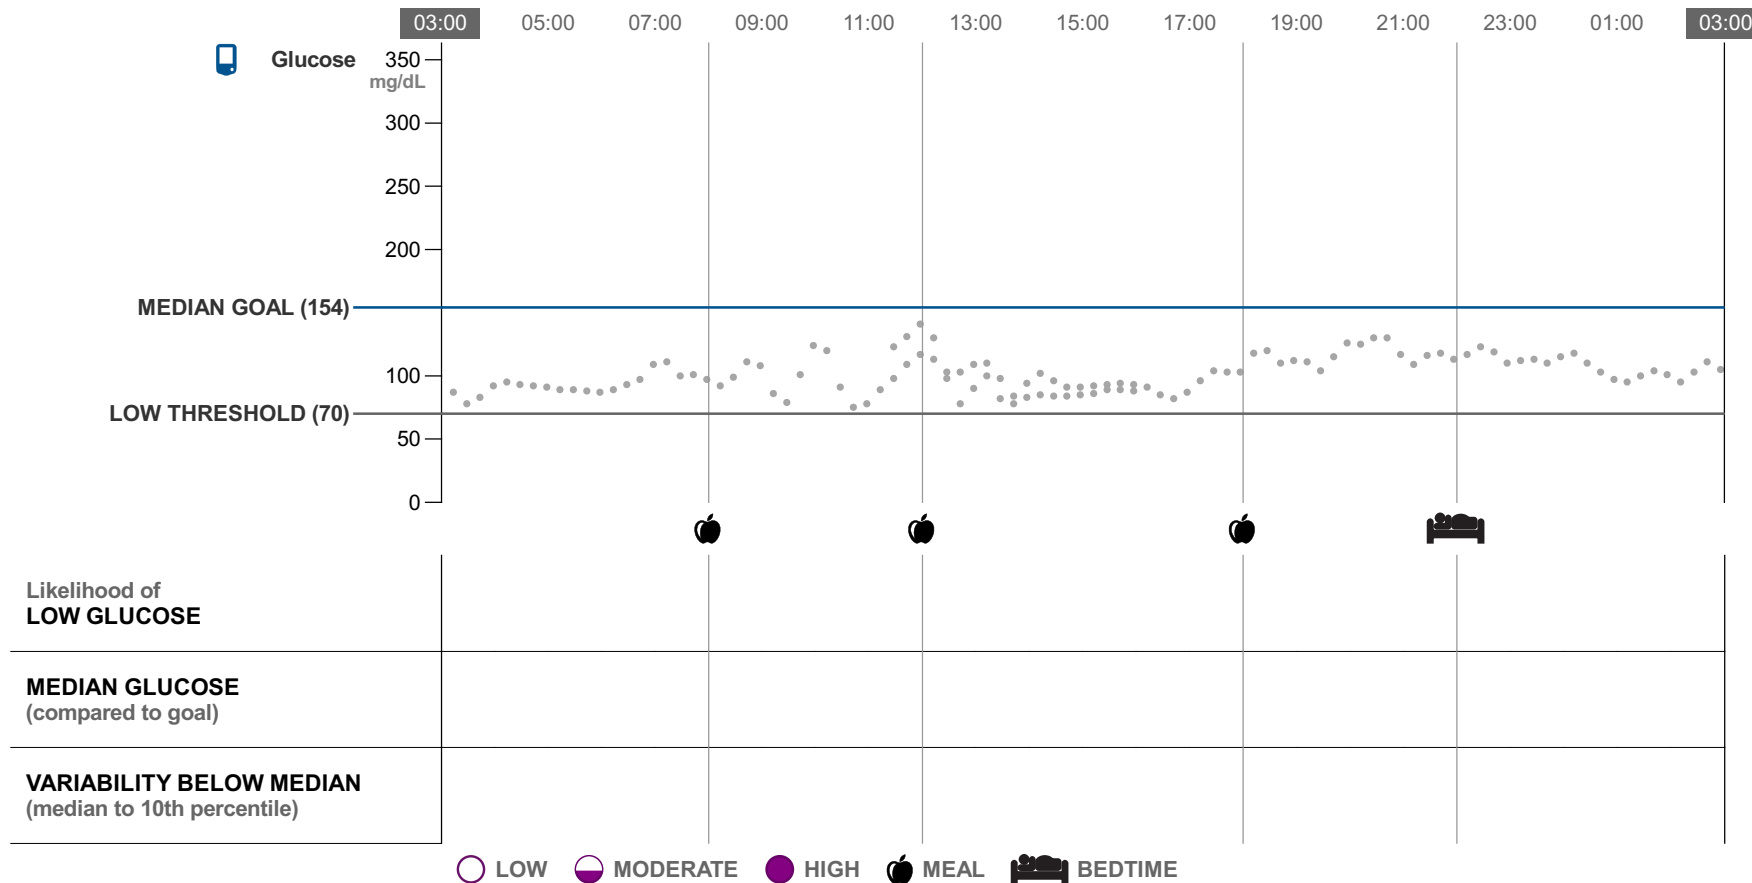 03:00 05:00 07:00 09:00 11:00 13:00 15:00 17:00 19:00 21:00 23:00 01:00 03:00
Glucose 350
mg/dL
300
250
200
MEDIAN GOAL (154)
100
LOW THRESHOLD (70)
50
0
Likelihood of
LOW GLUCOSE
MEDIAN GLUCOSE
(compared to goal)
VARIABILITY BELOW MEDIAN
(median to 10th percentile)
LOW MODERATE HIGH MEAL BEDTIME